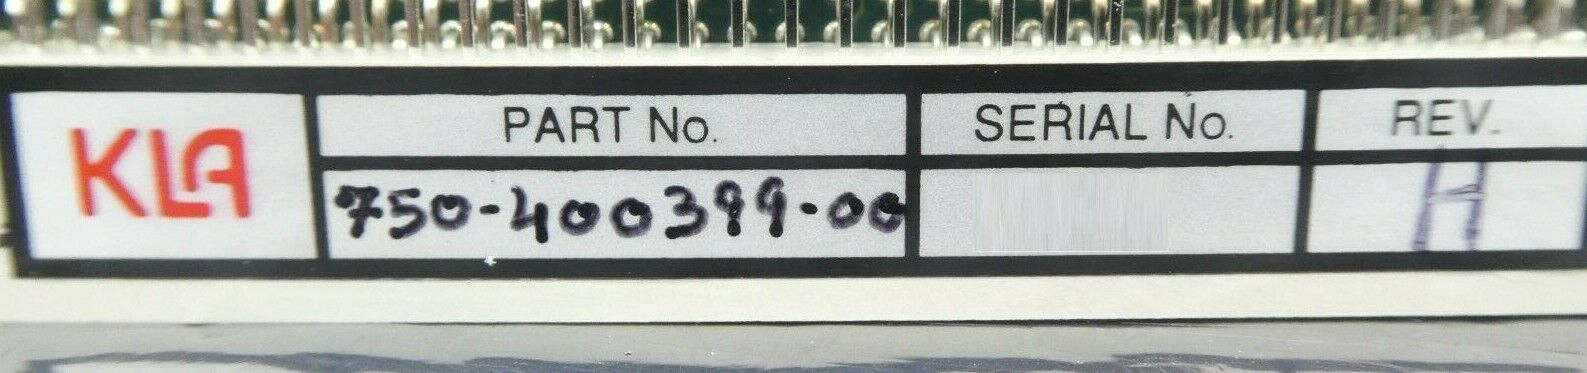 KLA
PART No.
SERIAL No.
REV.
750-400399-00
H